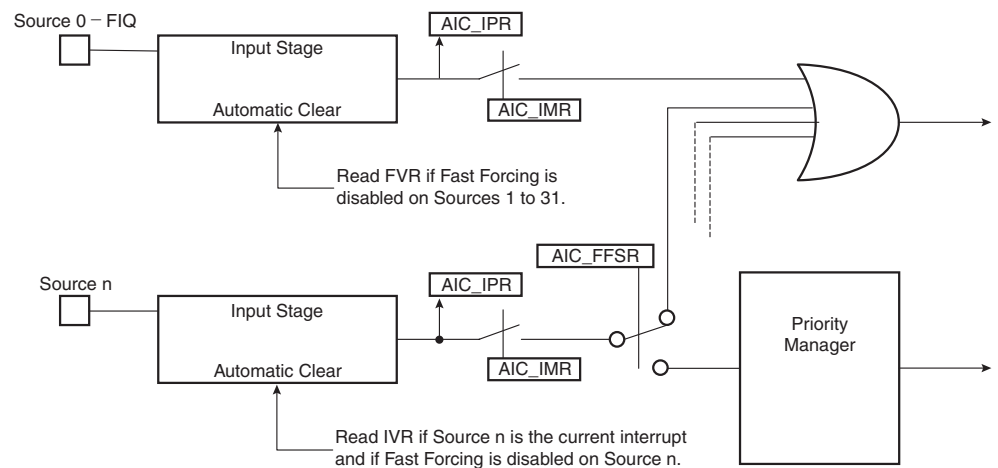 Source 0 – FIQ
AIC_IPR
Input Stage
Automatic Clear
AIC_IMR
Read FVR if Fast Forcing is
disabled on Sources 1 to 31.
AIC_FFSR
Source n
AIC_IPR
Input Stage
Priority
Manager
Automatic Clear
AIC_IMR
Read IVR if Source n is the current interrupt
and if Fast Forcing is disabled on Source n.